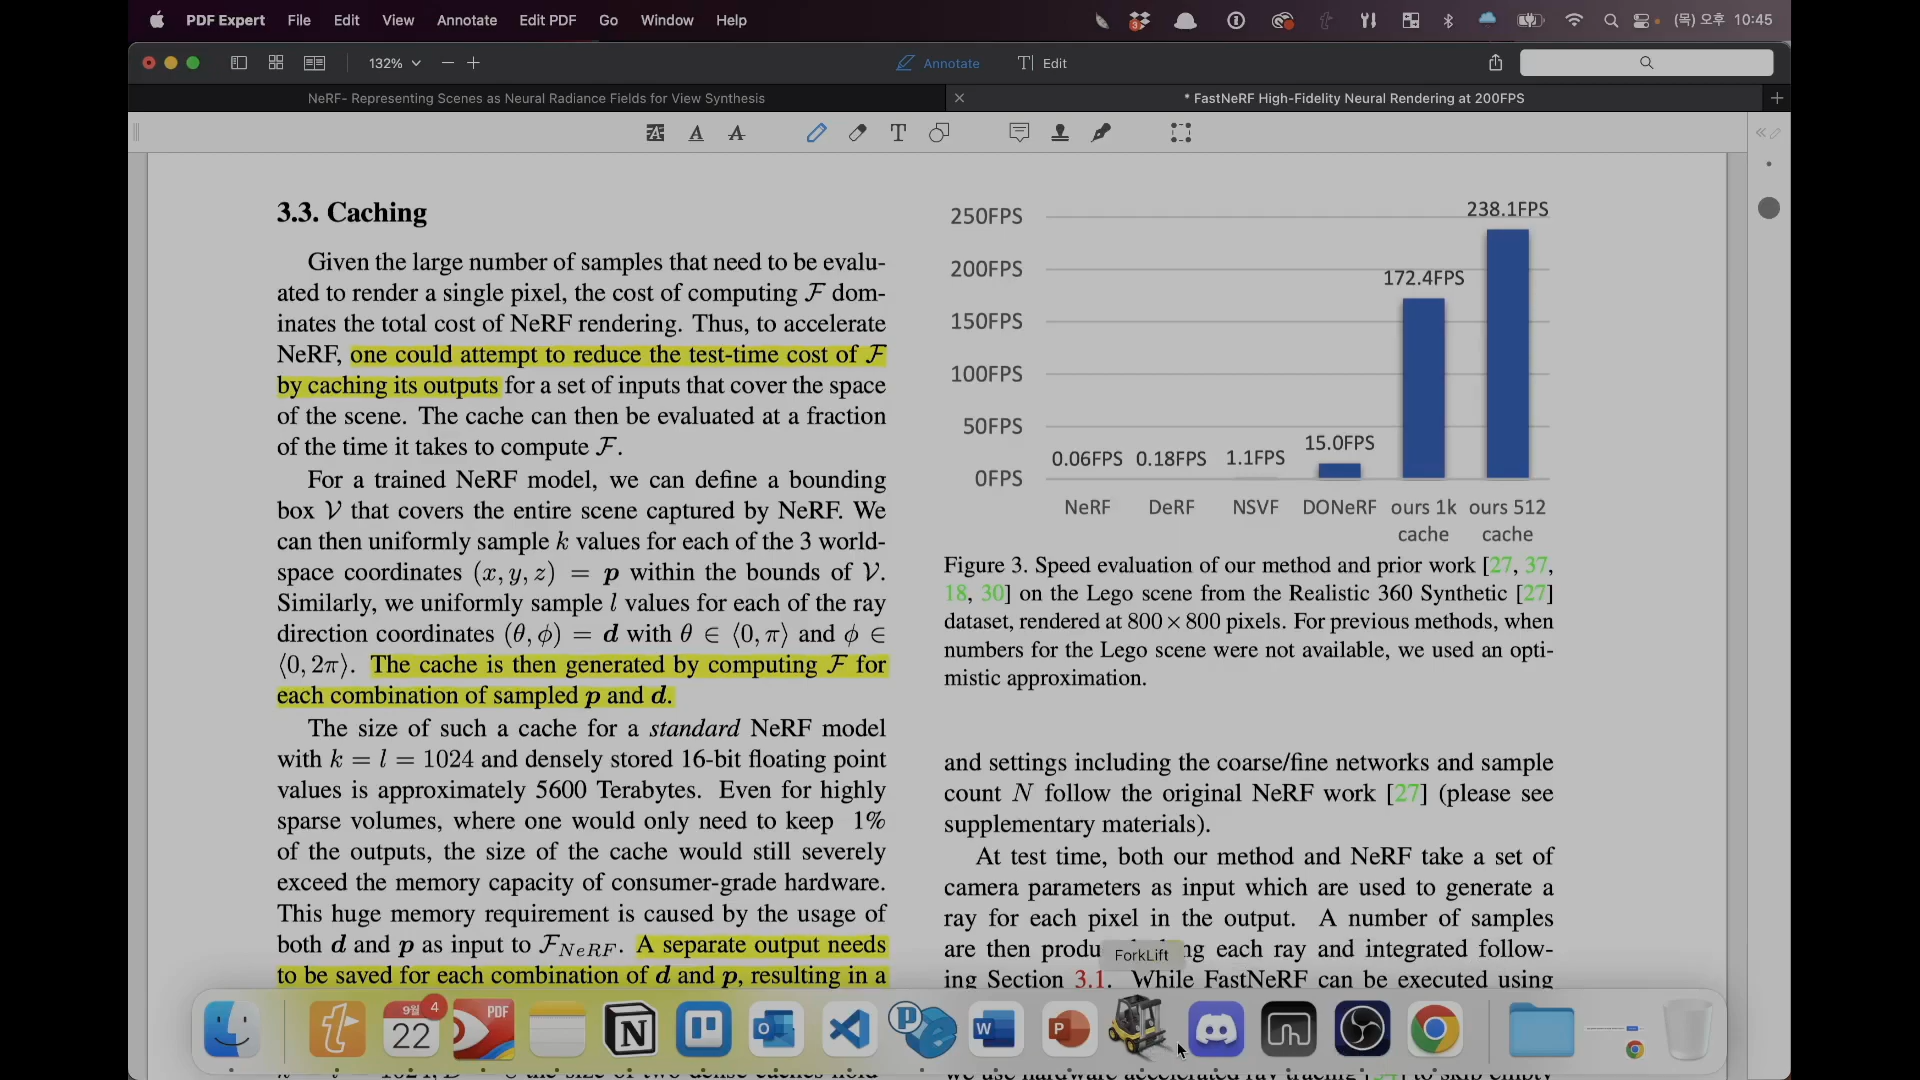 PDF Expert File Edit View Annotate Edit PDF Go Window Help
(목) 오후 10:45
132%
Annotate
Edit
NeRF- Representing Scenes as Neural Radiance Fields for View Synthesis
* FastNeRF High-Fidelity Neural Rendering at 200FPS
3.3. Caching
Given the large number of samples that need to be evalu-
ated to render a single pixel, the cost of computing ℱ dom-
inates the total cost of NeRF rendering. Thus, to accelerate
NeRF, one could attempt to reduce the test-time cost of ℱ
by caching its outputs for a set of inputs that cover the space
of the scene. The cache can then be evaluated at a fraction
of the time it takes to compute ℱ.
For a trained NeRF model, we can define a bounding
box 𝒱 that covers the entire scene captured by NeRF. We
can then uniformly sample k values for each of the 3 world-
space coordinates (x, y, z) = p within the bounds of 𝒱.
Similarly, we uniformly sample l values for each of the ray
direction coordinates (θ, ϕ) = d with θ ∈ ⟨0, π⟩ and ϕ ∈
⟨0, 2π⟩. The cache is then generated by computing ℱ for
each combination of sampled p and d.
The size of such a cache for a standard NeRF model
with k = l = 1024 and densely stored 16-bit floating point
values is approximately 5600 Terabytes. Even for highly
sparse volumes, where one would only need to keep 1%
of the outputs, the size of the cache would still severely
exceed the memory capacity of consumer-grade hardware.
This huge memory requirement is caused by the usage of
both d and p as input to ℱNeRF. A separate output needs
to be saved for each combination of d and p, resulting in a
250FPS
200FPS
150FPS
100FPS
50FPS
0FPS
0.06FPS 0.18FPS 1.1FPS 15.0FPS 172.4FPS 238.1FPS
NeRF DeRF NSVF DONeRF ours 1k ours 512
cache cache
Figure 3. Speed evaluation of our method and prior work [27, 37,
18, 30] on the Lego scene from the Realistic 360 Synthetic [27]
dataset, rendered at 800×800 pixels. For previous methods, when
numbers for the Lego scene were not available, we used an opti-
mistic approximation.
and settings including the coarse/fine networks and sample
count N follow the original NeRF work [27] (please see
supplementary materials).
At test time, both our method and NeRF take a set of
camera parameters as input which are used to generate a
ray for each pixel in the output. A number of samples
are then produ ng each ray and integrated follow-
ing Section 3.1. While FastNeRF can be executed using
ForkLift
9월
22
4
PDF